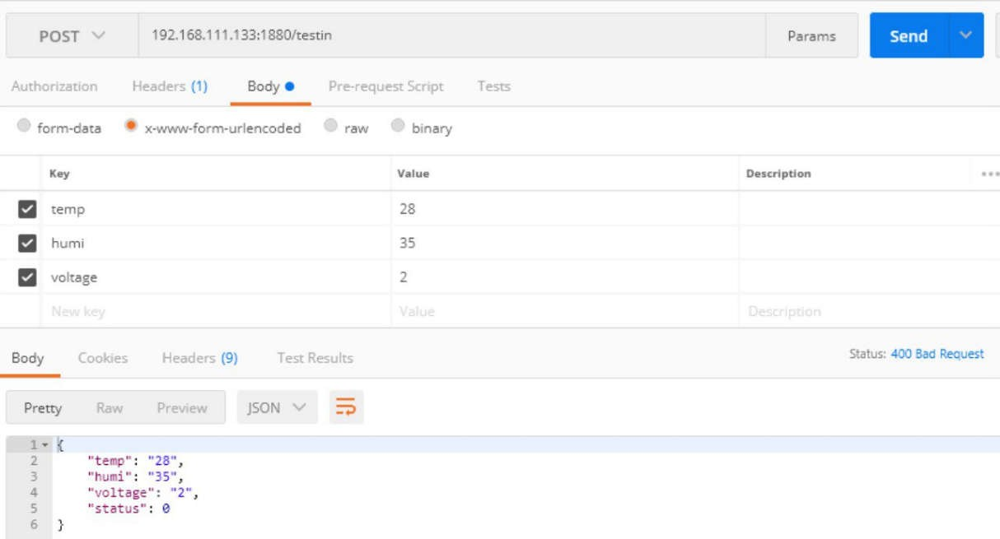 POST 192.168.111.133:1880/testin Params Send
Authorization Headers (1) Body Pre-request Script Tests
form-data x-www-form-urlencoded raw binary
Key Value Description
temp 28
humi 35
voltage 2
New key Value Description
Body Cookies Headers (9) Test Results Status: 400 Bad Request
Pretty Raw Preview JSON
1 {
2 "temp": "28",
3 "humi": "35",
4 "voltage": "2",
5 "status": 0
6 }